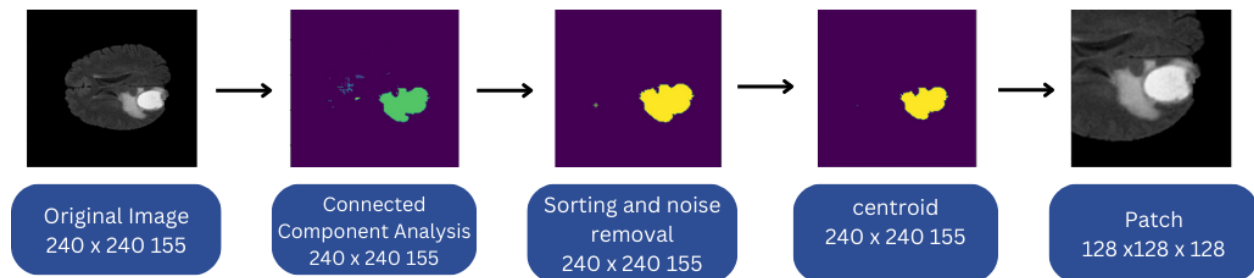 Original Image
240 x 240 155
Connected
Component Analysis
240 x 240 155
Sorting and noise
removal
240 x 240 155
centroid
240 x 240 155
Patch
128 x128 x 128